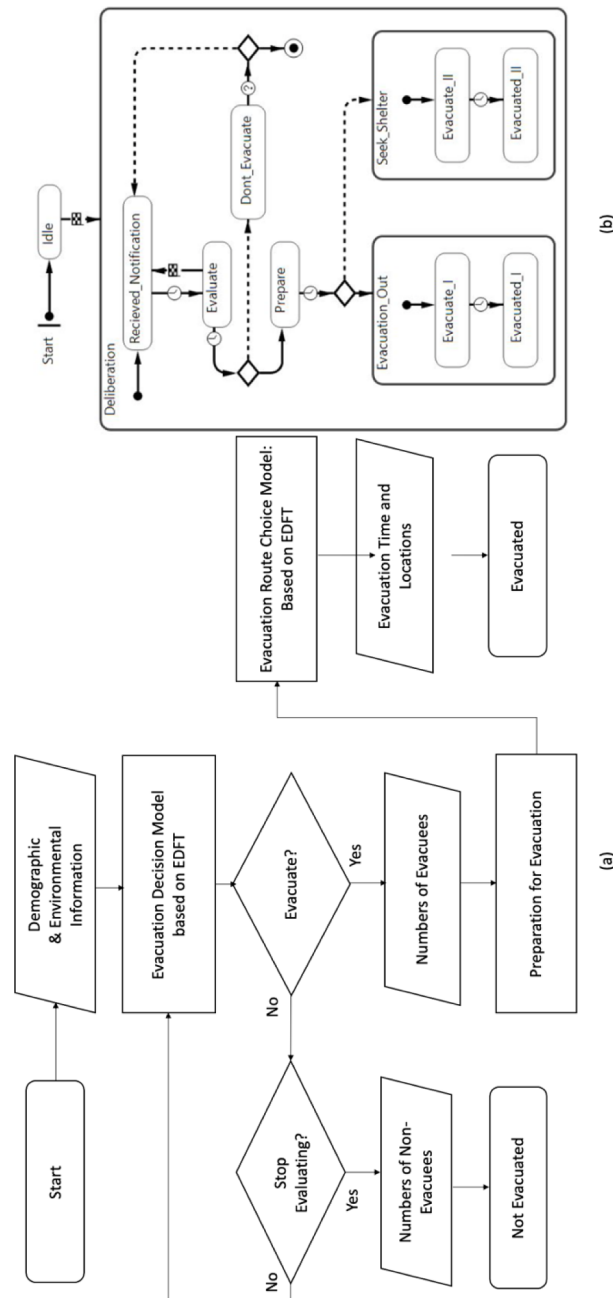 Start
Demographic
& Environmental
Information
Evacuation Decision Model
based on EDFT
Evacuate?
No
Yes
Stop
Evaluating?
No
Yes
Numbers of Non-
Evacuees
Not Evacuated
Numbers of Evacuees
Preparation for Evacuation
Evacuation Route Choice Model:
Based on EDFT
Evacuation Time and
Locations
Evacuated
(a)
Start
Idle
Deliberation
Recieved_Notification
Evaluate
Dont_Evacuate
?
Prepare
Evacuation_Out
Evacuate_I
Evacuated_I
Seek_Shelter
Evacuate_II
Evacuated_II
(b)